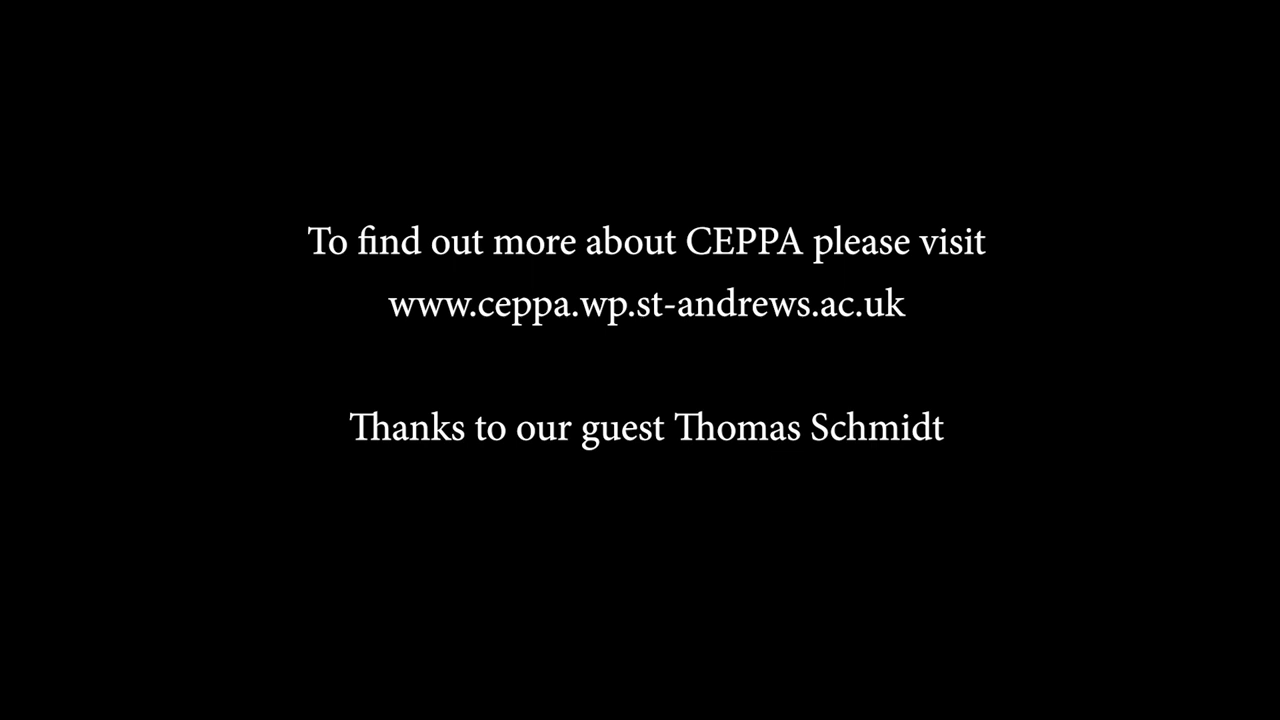 To find out more about CEPPA please visit
www.ceppa.wp.st-andrews.ac.uk
Thanks to our guest Thomas Schmidt